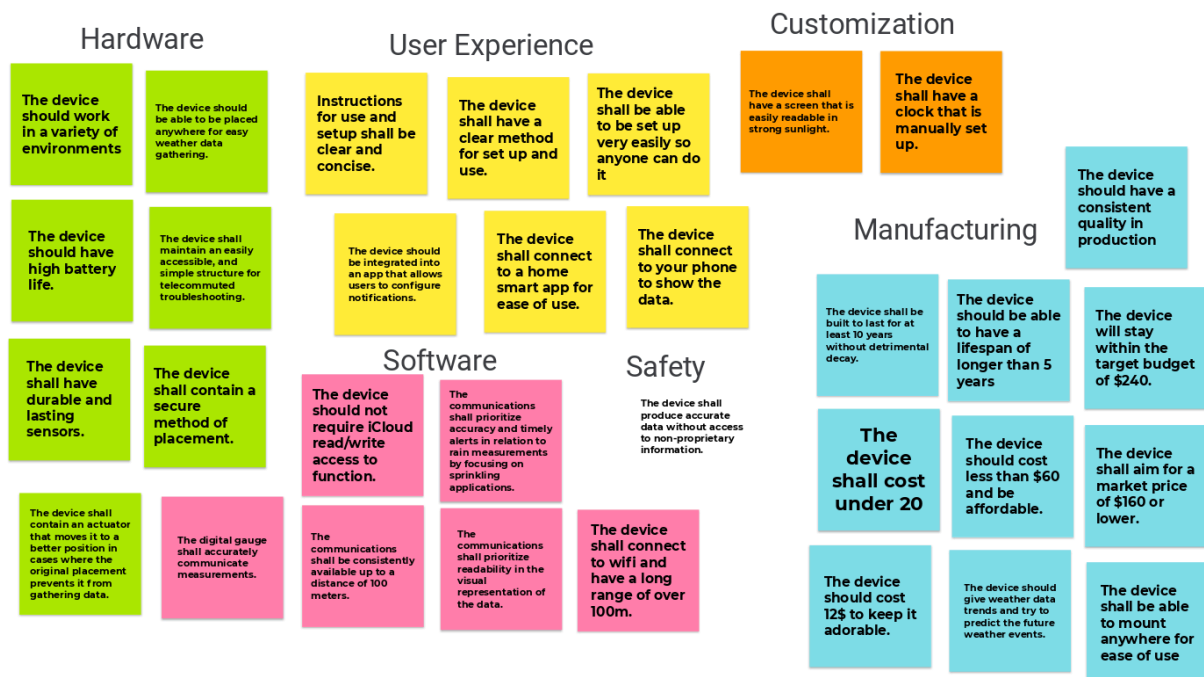 Hardware
The device
should work
in a variety of
environments
The device should
be able to be placed
anywhere for easy
weather data
gathering.
The device
should have
high battery
life.
The device shall
maintain an easily
accessible, and
simple structure for
telecommuted
troubleshooting.
The device
shall have
durable and
lasting
sensors.
The device
shall contain a
secure
method of
placement.
The device shall
contain an actuator
that moves it to a
better position in
cases where the
original placement
prevents it from
gathering data.
User Experience
Instructions
for use and
setup shall be
clear and
concise.
The device
shall have a
clear method
for set up and
use.
The device
shall be able
to be set up
very easily so
anyone can do
it
The device should
be integrated into
an app that allows
users to configure
notifications.
The device
shall connect
to a home
smart app for
ease of use.
The device
shall connect
to your phone
to show the
data.
Software
The device
should not
require iCloud
read/write
access to
function.
The
communications
shall prioritize
accuracy and timely
alerts in relation to
rain measurements
by focusing on
sprinkling
applications.
The digital gauge
shall accurately
communicate
measurements.
The
communications
shall be consistently
available up to a
distance of 100
meters.
The
communications
shall prioritize
readability in the
visual
representation
of the data.
The device
shall connect
to wifi and
have a long
range of over
100m.
Safety
The device shall
produce accurate
data without access
to non-proprietary
information.
Customization
The device shall
have a screen that is
easily readable in
strong sunlight.
The device
shall have a
clock that is
manually set
up.
Manufacturing
The device
should have a
consistent
quality in
production
The device shall be
built to last for at
least 10 years
without detrimental
decay.
The device
should be able
to have a
lifespan of
longer than 5
years
The device
will stay
within the
target budget
of $240.
The
device
shall cost
under 20
The device
should cost
less than $60
and be
affordable.
The device
shall aim for a
market price
of $160 or
lower.
The device
should cost
12$ to keep it
adorable.
The device should
give weather data
trends and try to
predict the future
weather events.
The device
shall be able
to mount
anywhere for
ease of use